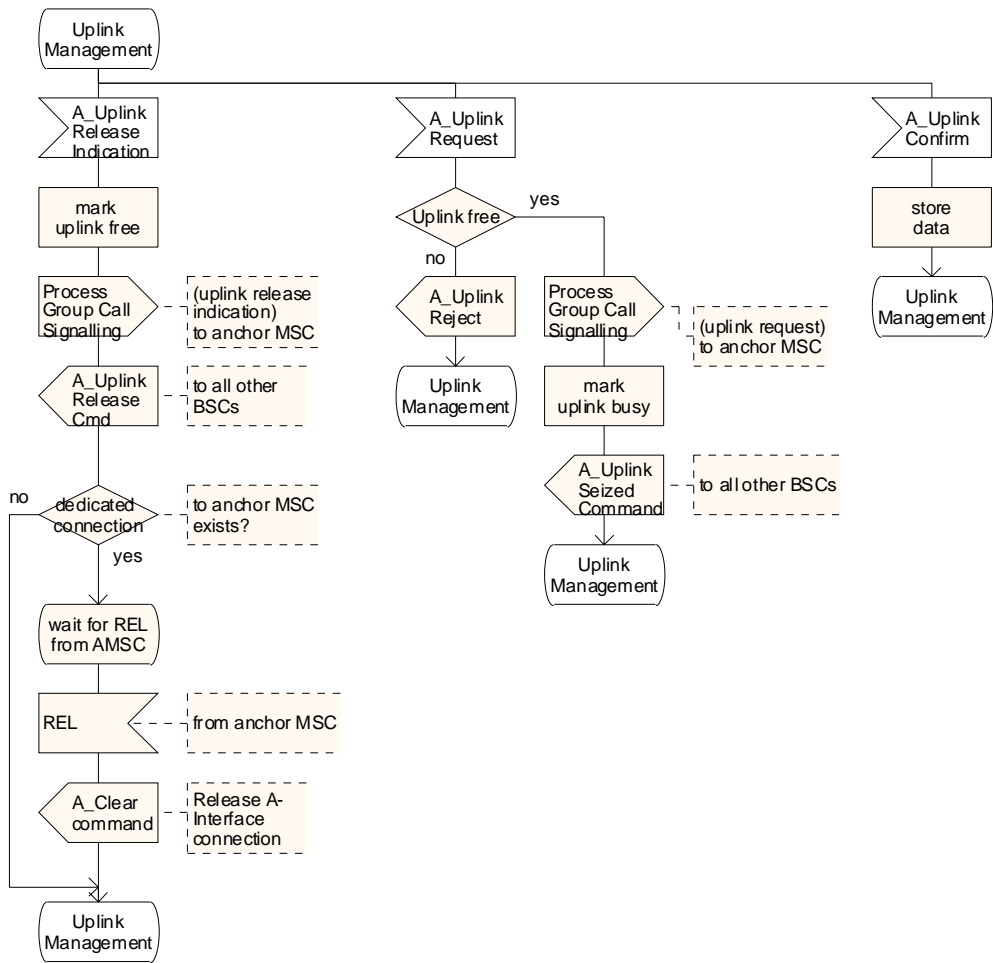 Uplink
Management
A_Uplink
Release
Indication
mark
uplink free
Process
Group Call
Signalling
(uplink release
indication)
to anchor MSC
A_Uplink
Release
Cmd
to all other
BSCs
no
dedicated
connection
to anchor MSC
exists?
yes
wait for REL
from AMSC
REL
from anchor MSC
A_Clear
command
Release A-
Interface
connection
Uplink
Management
A_Uplink
Request
Uplink free
yes
no
A_Uplink
Reject
Uplink
Management
Process
Group Call
Signalling
(uplink request)
to anchor MSC
mark
uplink busy
A_Uplink
Seized
Command
to all other BSCs
Uplink
Management
A_Uplink
Confirm
store
data
Uplink
Management